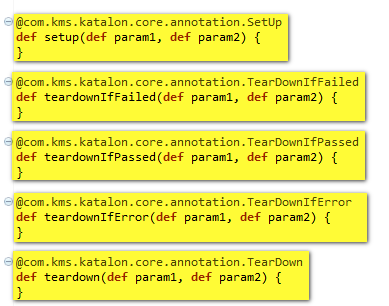 @com.kms.katalon.core.annotation.SetUp
def setup(def param1, def param2) {
}
@com.kms.katalon.core.annotation.TearDownIfFailed
def teardownIfFailed(def param1, def param2) {
}
@com.kms.katalon.core.annotation.TearDownIfPassed
def teardownIfPassed(def param1, def param2) {
}
@com.kms.katalon.core.annotation.TearDownIfError
def teardownIfError(def param1, def param2) {
}
@com.kms.katalon.core.annotation.TearDown
def teardown(def param1, def param2) {
}